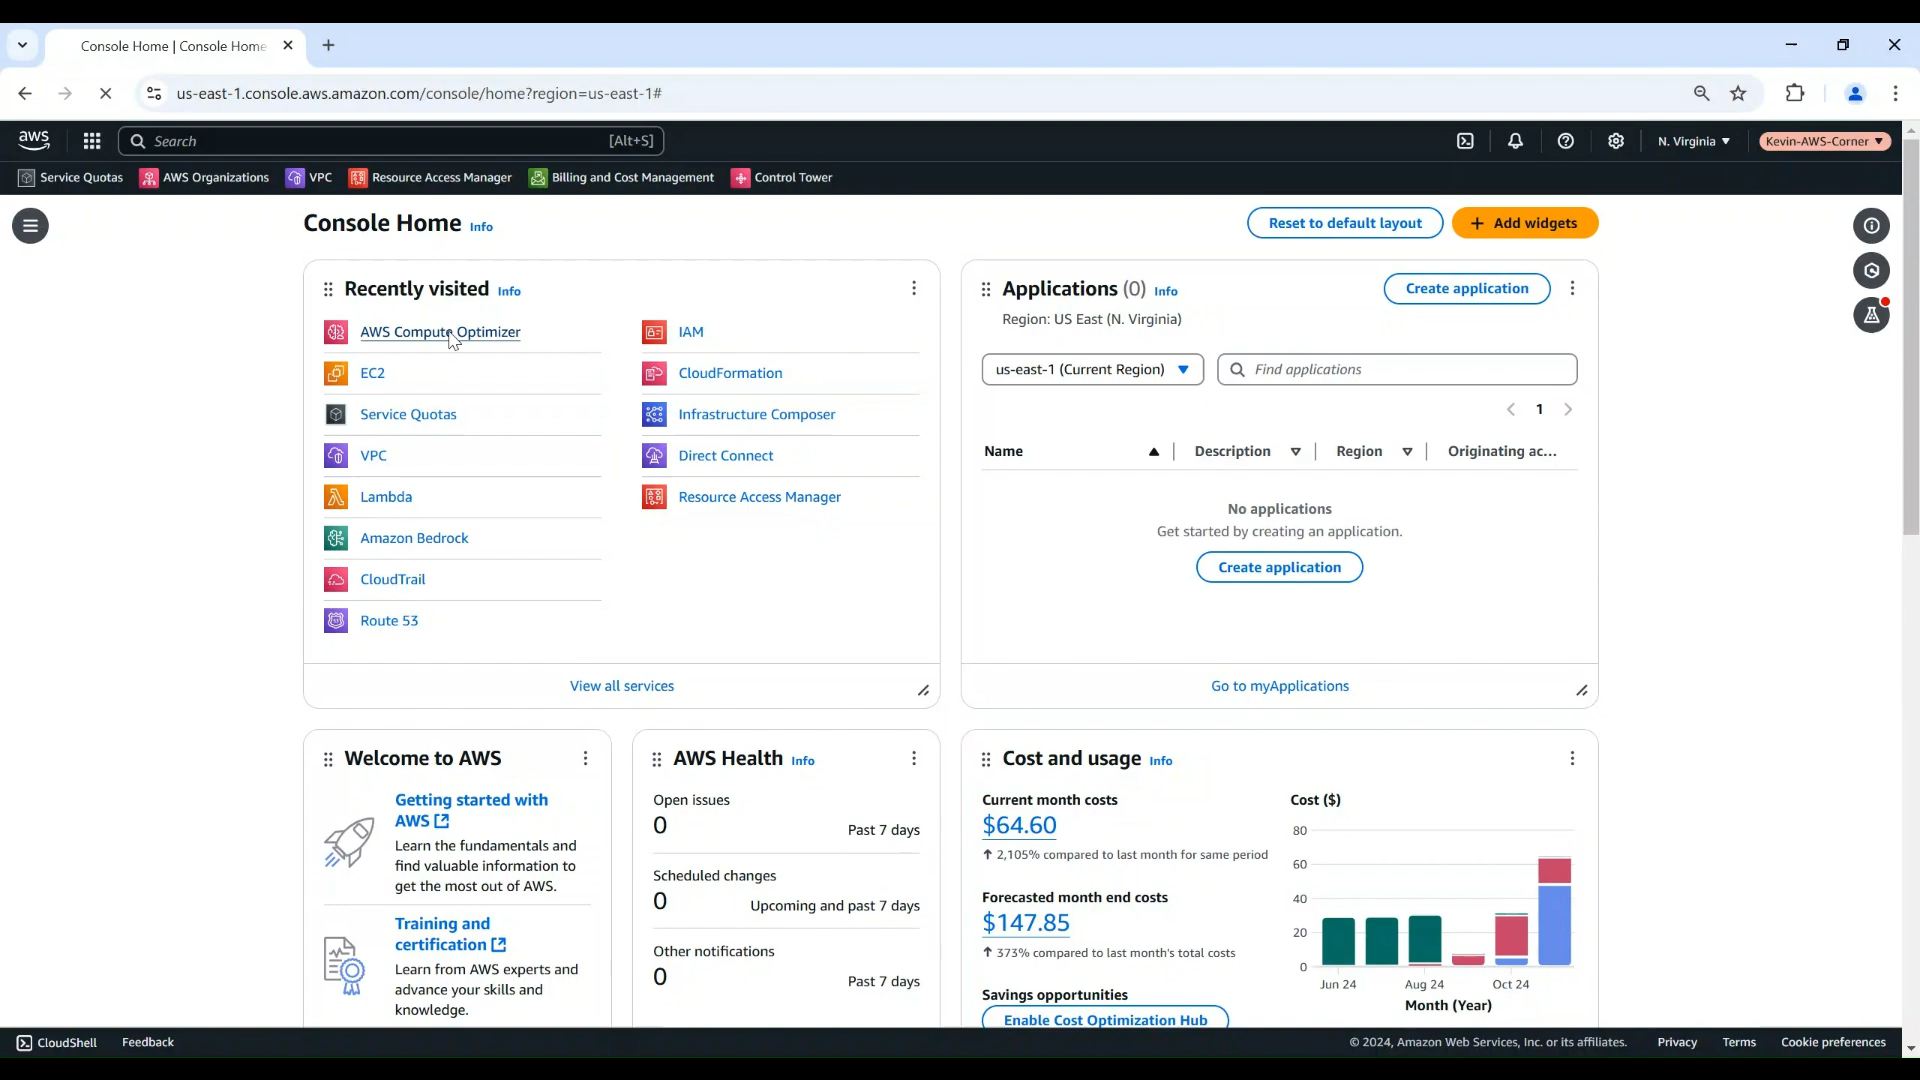 Console Home | Console Home
us-east-1.console.aws.amazon.com/console/home?region=us-east-1#
aws
Search
[Alt+S]
N. Virginia
Kevin-AWS-Corner
Service Quotas
AWS Organizations
VPC
Resource Access Manager
Billing and Cost Management
Control Tower
Console Home Info
Reset to default layout
+ Add widgets
Recently visited Info
AWS Compute Optimizer
EC2
Service Quotas
VPC
Lambda
Amazon Bedrock
CloudTrail
Route 53
IAM
CloudFormation
Infrastructure Composer
Direct Connect
Resource Access Manager
View all services
Applications (0) Info
Create application
Region: US East (N. Virginia)
us-east-1 (Current Region)
Find applications
1
Name
Description
Region
Originating ac...
No applications
Get started by creating an application.
Create application
Go to myApplications
Welcome to AWS
Getting started with
AWS
Learn the fundamentals and
find valuable information to
get the most out of AWS.
Training and
certification
Learn from AWS experts and
advance your skills and
knowledge.
AWS Health Info
Open issues
0
Past 7 days
Scheduled changes
0
Upcoming and past 7 days
Other notifications
0
Past 7 days
Cost and usage Info
Current month costs
$64.60
↑ 2,105% compared to last month for same period
Forecasted month end costs
$147.85
↑ 373% compared to last month's total costs
Savings opportunities
Enable Cost Optimization Hub
Cost ($)
80
60
40
20
0
Jun 24
Aug 24
Oct 24
Month (Year)
CloudShell
Feedback
© 2024, Amazon Web Services, Inc. or its affiliates.
Privacy
Terms
Cookie preferences